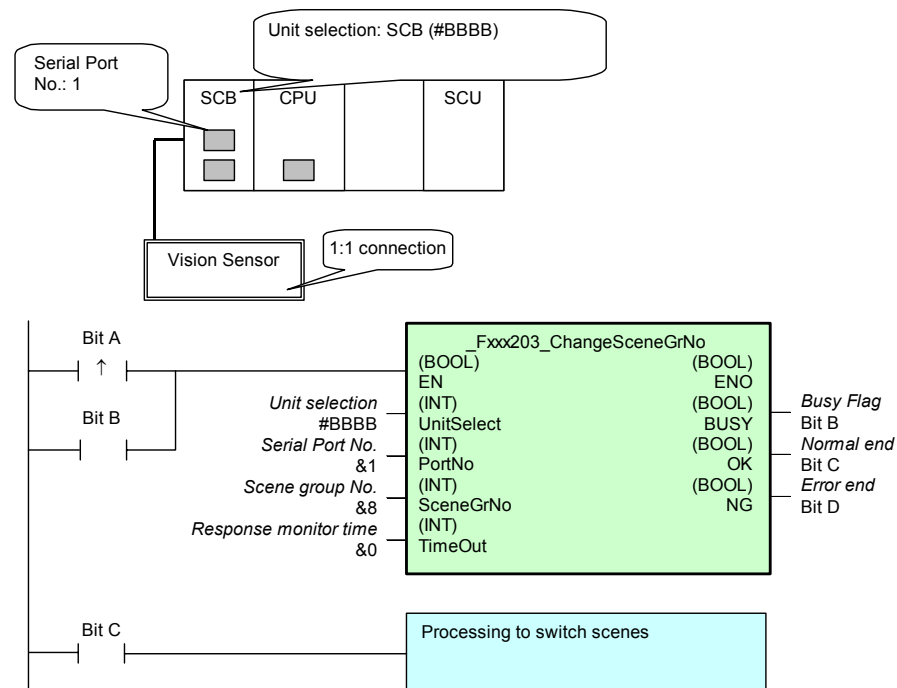 Unit selection: SCB (#BBBB)
Serial Port
No.: 1
SCB
CPU
SCU
Vision Sensor
1:1 connection
Bit A
↑
Bit B
_Fxxx203_ChangeSceneGrNo
(BOOL)
(BOOL)
EN
ENO
Unit selection
(INT)
(BOOL)
Busy Flag
#BBBB
UnitSelect
BUSY
Bit B
Serial Port No.
(INT)
(BOOL)
Normal end
&1
PortNo
OK
Bit C
Scene group No.
(INT)
(BOOL)
Error end
&8
SceneGrNo
NG
Bit D
Response monitor time
(INT)
&0
TimeOut
Bit C
Processing to switch scenes